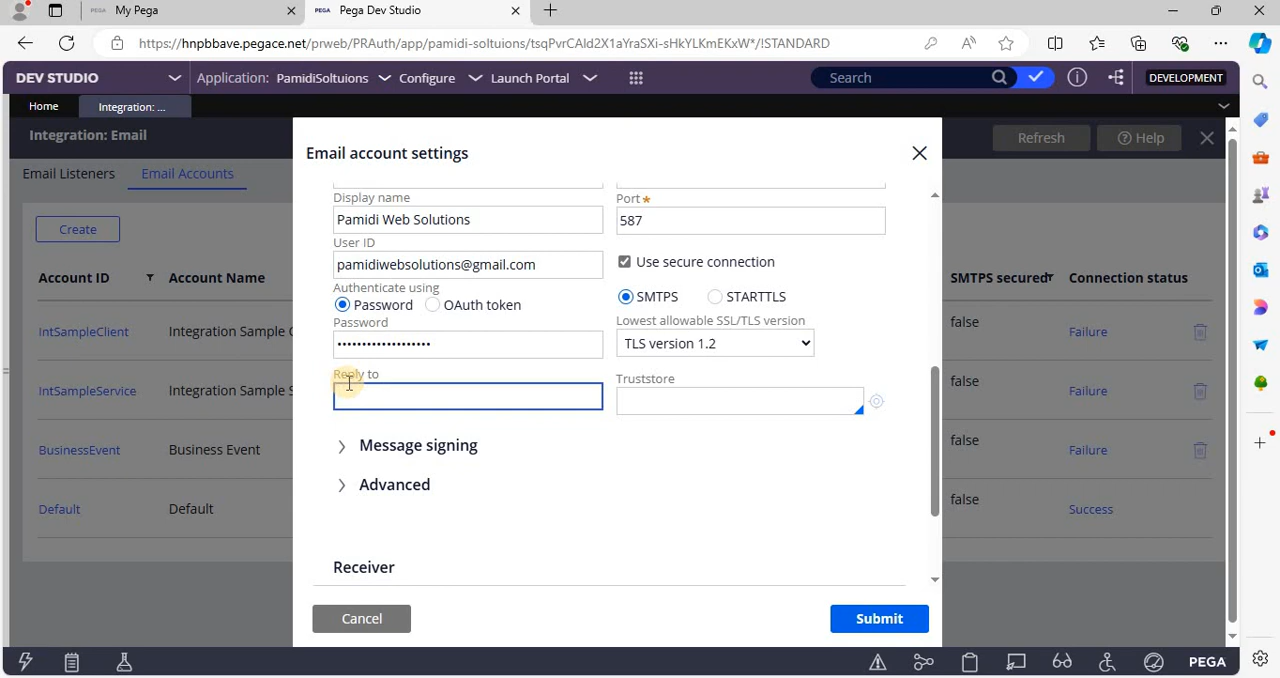 My Pega
Pega Dev Studio
https://hnpbbave.pegace.net/prweb/PRAuth/app/pamidi-soltuions/tsqPvrCAld2X1aYraSXi-sHkYLKmEKxW*/!STANDARD
DEV STUDIO
Application: PamidiSoltuions
Configure
Launch Portal
Search
DEVELOPMENT
Home
Integration: ...
Integration: Email
Refresh
Help
Email Listeners
Email Accounts
Create
Account ID
Account Name
SMTPS secured
Connection status
IntSampleClient
Integration Sample
false
Failure
IntSampleService
Integration Sample
false
Failure
BusinessEvent
Business Event
false
Failure
Default
Default
false
Success
Email account settings
Display name
Pamidi Web Solutions
Port *
587
User ID
pamidiwebsolutions@gmail.com
Use secure connection
Authenticate using
Password
OAuth token
SMTPS
STARTTLS
Password
Lowest allowable SSL/TLS version
TLS version 1.2
Reply to
Truststore
Message signing
Advanced
Receiver
Cancel
Submit
PEGA